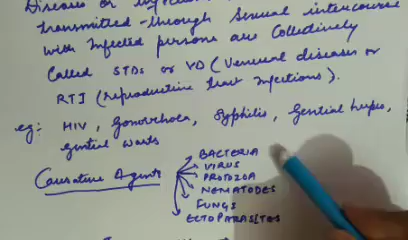 Diseases or infections
transmitted through sexual intercourse
with infected persons are collectively
called STDs or VD (Venereal diseases or
RTI (reproductive tract infections).
eg: HIV, Gonorrhoea, Syphilis, Genital herpes,
genital warts
BACTERIA
VIRUS
Causative Agents PROTOZOA
NEMATODES
FUNGS
ECTOPARASITES